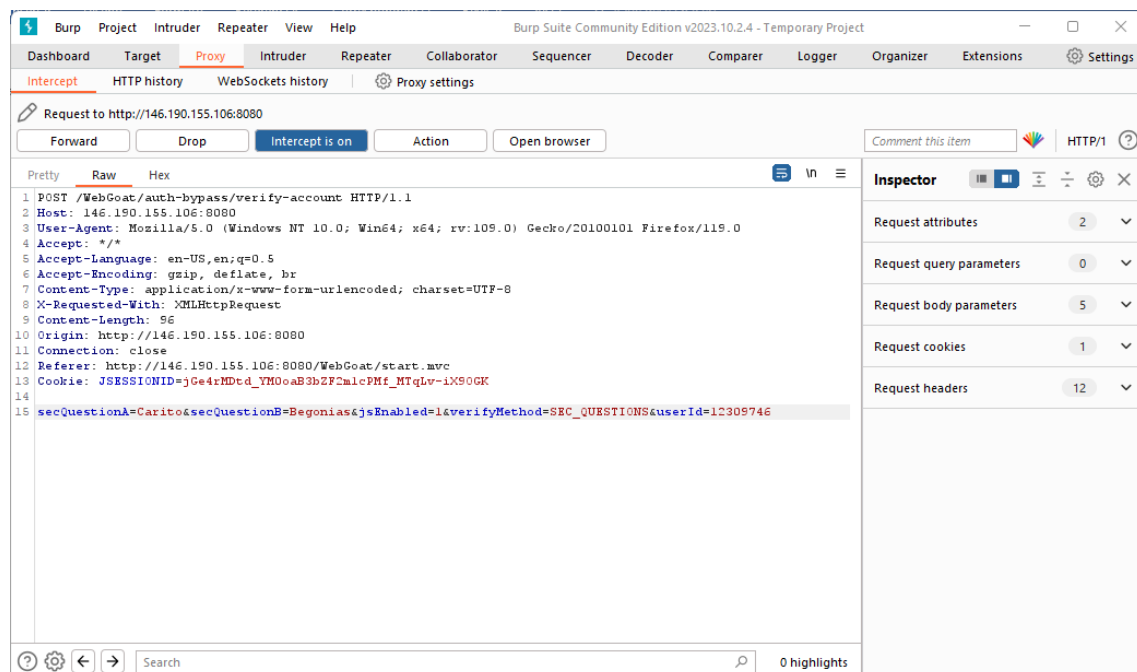 Burp Project Intruder Repeater View Help Burp Suite Community Edition v2023.10.2.4 - Temporary Project
Dashboard Target Proxy Intruder Repeater Collaborator Sequencer Decoder Comparer Logger Organizer Extensions Settings
Intercept HTTP history WebSockets history Proxy settings
Request to http://146.190.155.106:8080
Forward Drop Intercept is on Action Open browser Comment this item HTTP/1
Pretty Raw Hex \n
Inspector
1 POST /WebGoat/auth-bypass/verify-account HTTP/1.1
2 Host: 146.190.155.106:8080
3 User-Agent: Mozilla/5.0 (Windows NT 10.0; Win64; x64; rv:109.0) Gecko/20100101 Firefox/119.0
4 Accept: */*
5 Accept-Language: en-US,en;q=0.5
6 Accept-Encoding: gzip, deflate, br
7 Content-Type: application/x-www-form-urlencoded; charset=UTF-8
8 X-Requested-With: XMLHttpRequest
9 Content-Length: 96
10 Origin: http://146.190.155.106:8080
11 Connection: close
12 Referer: http://146.190.155.106:8080/WebGoat/start.mvc
13 Cookie: JSESSIONID=jGe4rMDtd_YM0oaB3bZF2mlcPMf_MTqLv-iX90GK
14
15 secQuestionA=Carito&secQuestionB=Begonias&jsEnabled=1&verifyMethod=SEC_QUESTIONS&userId=12309746
Request attributes 2
Request query parameters 0
Request body parameters 5
Request cookies 1
Request headers 12
Search 0 highlights